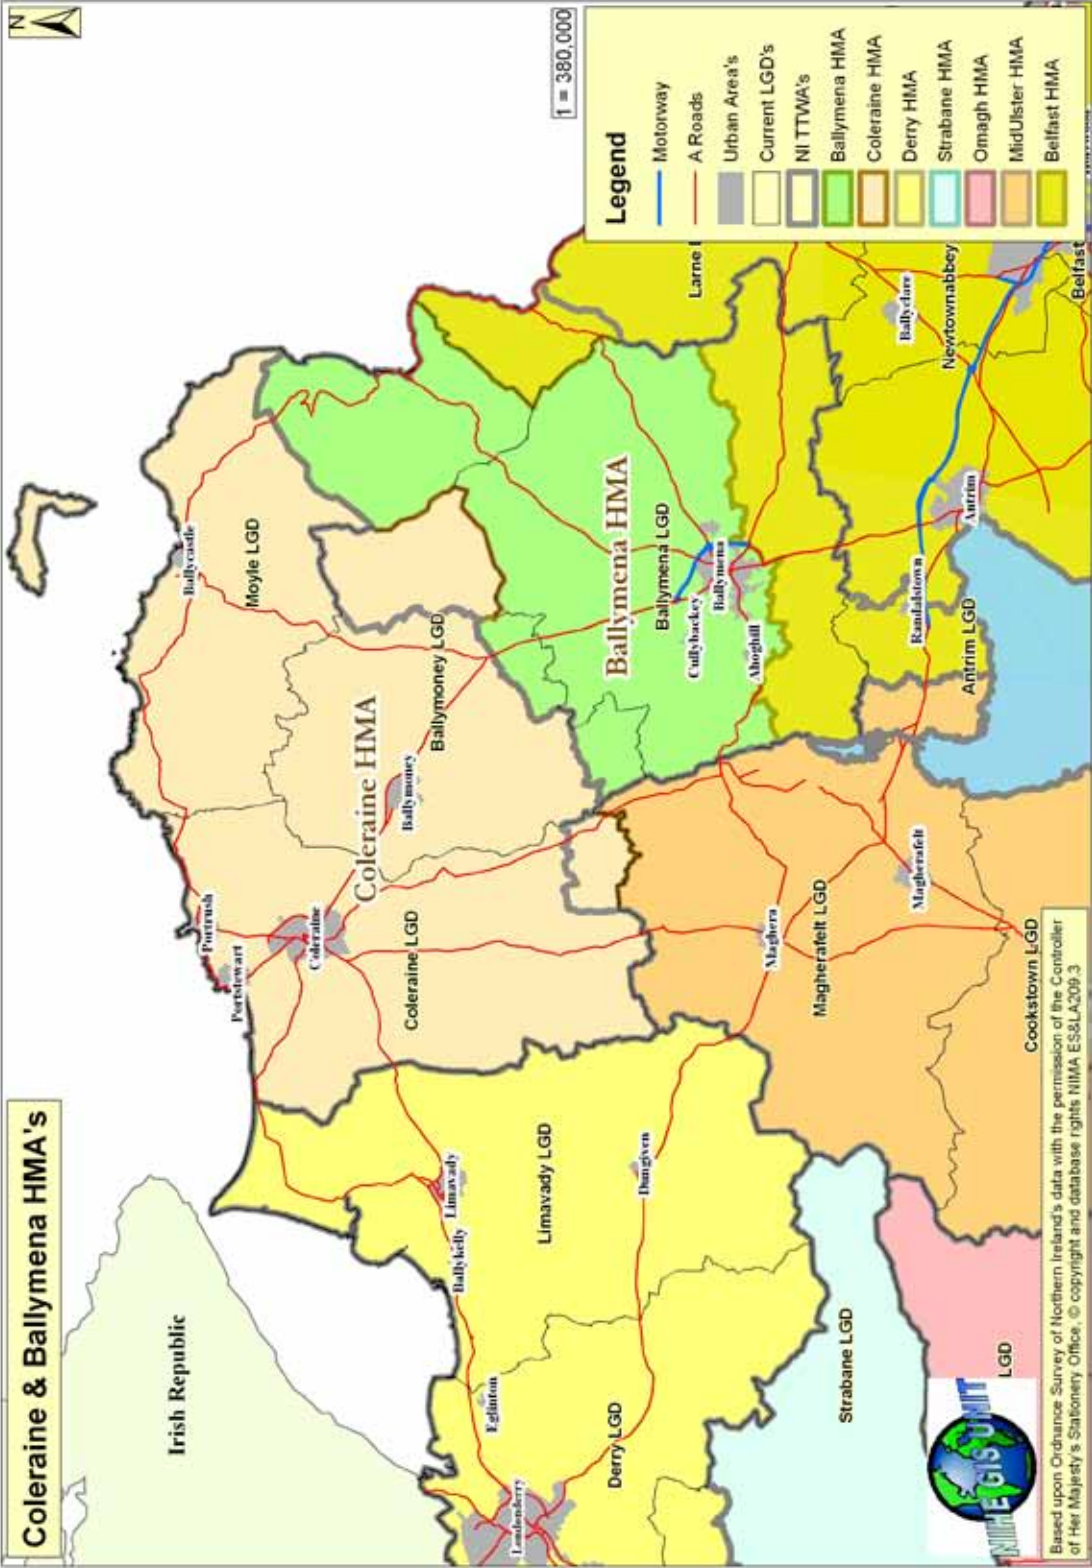 Coleraine & Ballymena HMA's
N
1 = 380,000
Irish Republic
Portrush
Portstewart
Coleraine
Coleraine LGD
Coleraine HMA
Ballycastle
Moyle LGD
Ballymoney LGD
Ballymoney
Limavady
Ballykelly
Limavady LGD
Dungiven
Eglinton
Londonderry
Derry LGD
Strabane LGD
LGD
Ballymena HMA
Ballymena LGD
Cullybackey
Ballymena
Ahoghill
Maghera
Magherafelt LGD
Magherafelt
Cookstown LGD
Randalstown
Antrim LGD
Antrim
Larne
Ballyclare
Newtownabbey
Belfast
Legend
Motorway
A Roads
Urban Area's
Current LGD's
NI TTWA's
Ballymena HMA
Coleraine HMA
Derry HMA
Strabane HMA
Omagh HMA
MidUlster HMA
Belfast HMA
NIHE GIS UNIT
Based upon Ordnance Survey of Northern Ireland's data with the permission of the Controller
of Her Majesty's Stationery Office, © copyright and database rights NIMA ES&LA209.3